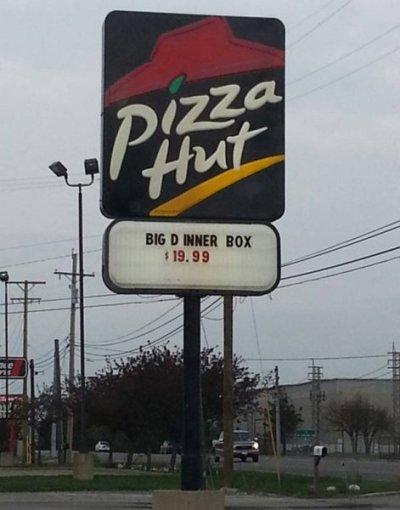 Pizza
Hut
BIG D INNER BOX
$19.99